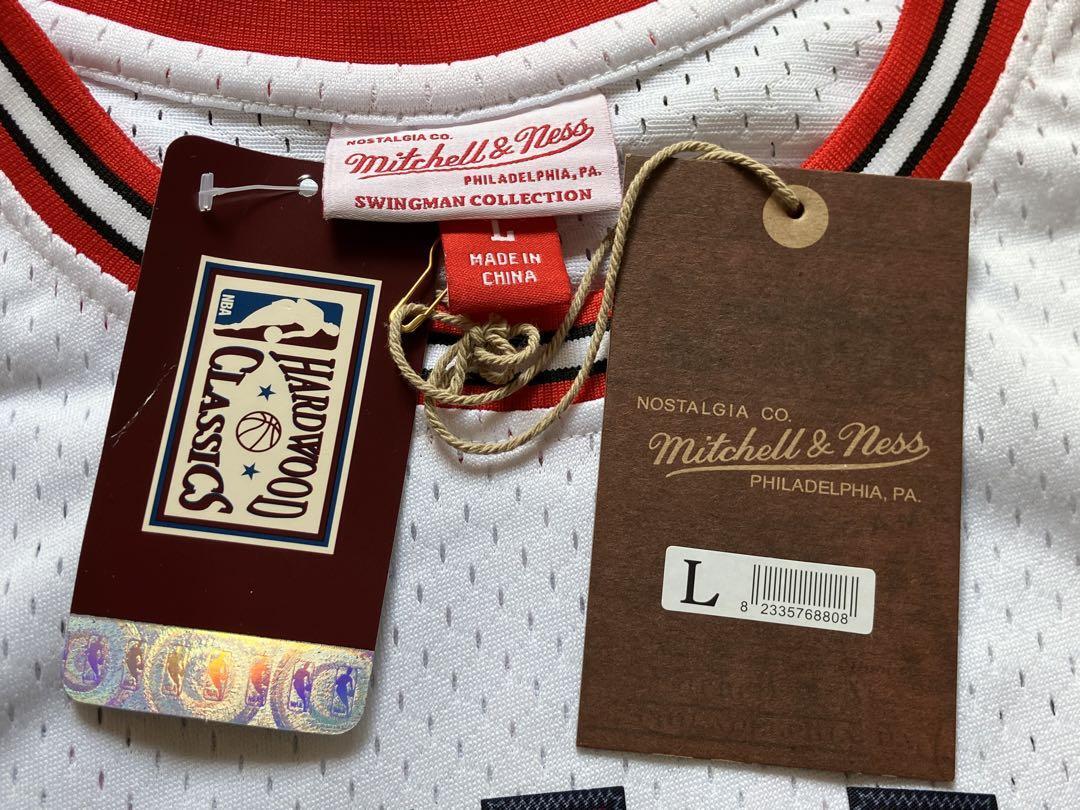 NOSTALGIA CO.
Mitchell & Ness
PHILADELPHIA, PA.
SWINGMAN COLLECTION
L
MADE IN
CHINA
NBA
HARDWOOD
CLASSICS
NOSTALGIA CO.
Mitchell & Ness
PHILADELPHIA, PA.
L
8 2335768808